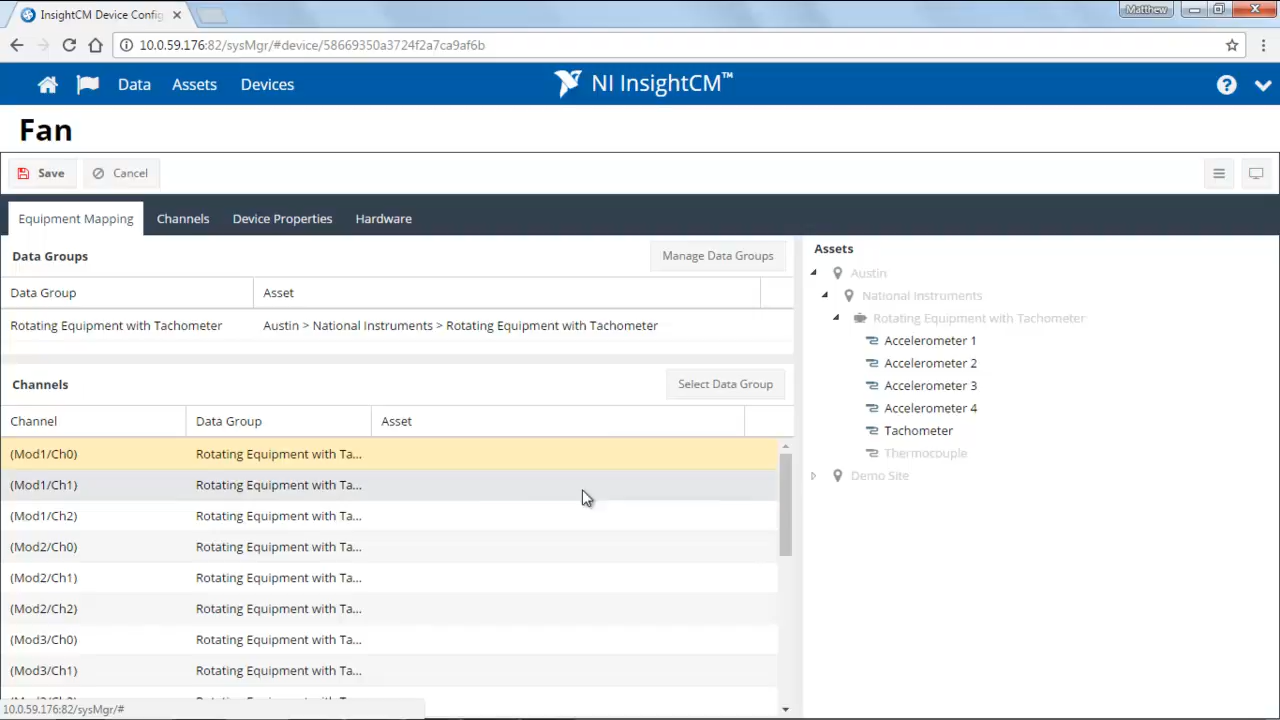 InsightCM Device Config
Matthew
10.0.59.176:82/sysMgr/#device/58669350a3724f2a7ca9af6b
Data Assets Devices
NI InsightCM™
?
Fan
Save Cancel
Equipment Mapping Channels Device Properties Hardware
Data Groups
Manage Data Groups
Data Group Asset
Rotating Equipment with Tachometer Austin > National Instruments > Rotating Equipment with Tachometer
Channels
Select Data Group
Channel Data Group Asset
(Mod1/Ch0) Rotating Equipment with Ta...
(Mod1/Ch1) Rotating Equipment with Ta...
(Mod1/Ch2) Rotating Equipment with Ta...
(Mod2/Ch0) Rotating Equipment with Ta...
(Mod2/Ch1) Rotating Equipment with Ta...
(Mod2/Ch2) Rotating Equipment with Ta...
(Mod3/Ch0) Rotating Equipment with Ta...
(Mod3/Ch1) Rotating Equipment with Ta...
10.0.59.176:82/sysMgr/#
Assets
Austin
National Instruments
Rotating Equipment with Tachometer
Accelerometer 1
Accelerometer 2
Accelerometer 3
Accelerometer 4
Tachometer
Thermocouple
Demo Site